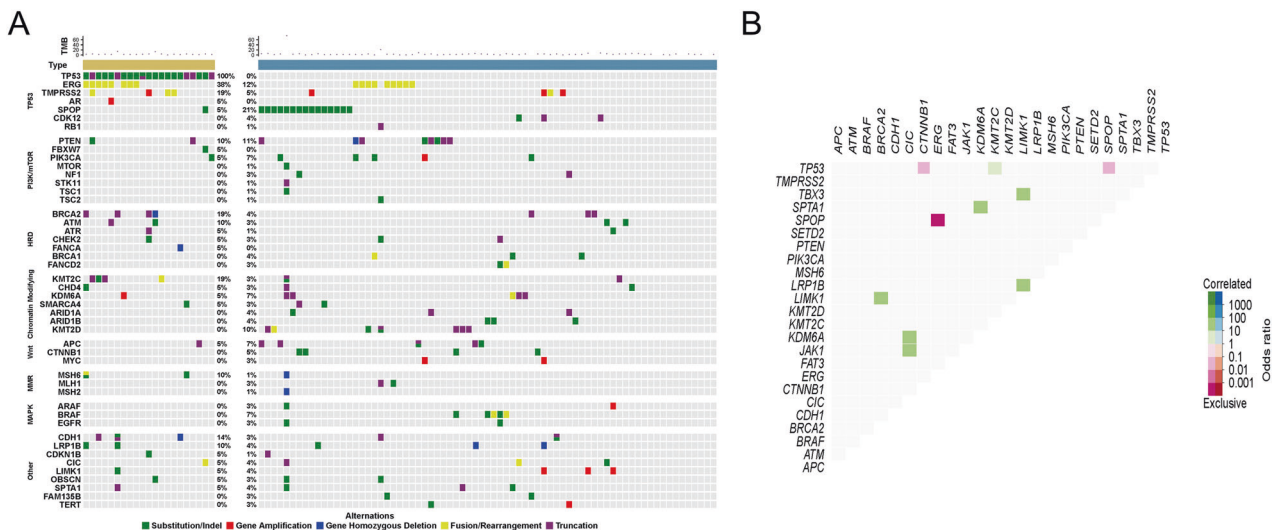 A
TMB
60
40
20
0
60
40
20
0
Type
TP53
TP53 100% 0%
ERG 38% 12%
TMPRSS2 19% 5%
AR 5% 0%
SPOP 5% 21%
CDK12 0% 4%
RB1 0% 1%
PI3K/mTOR
PTEN 10% 11%
FBXW7 5% 0%
PIK3CA 5% 7%
MTOR 0% 1%
NF1 0% 3%
STK11 0% 1%
TSC1 0% 1%
TSC2 0% 1%
HRD
BRCA2 19% 4%
ATM 10% 3%
ATR 5% 1%
CHEK2 5% 3%
FANCA 5% 0%
BRCA1 0% 4%
FANCD2 0% 3%
Chromatin Modifying
KMT2C 19% 3%
CHD4 5% 3%
KDM6A 5% 7%
SMARCA4 5% 3%
ARID1A 0% 4%
ARID1B 0% 4%
KMT2D 0% 10%
Wnt
APC 5% 7%
CTNNB1 0% 5%
MYC 0% 3%
MMR
MSH6 10% 1%
MLH1 0% 3%
MSH2 0% 1%
MAPK
ARAF 0% 3%
BRAF 0% 7%
EGFR 0% 3%
Other
CDH1 14% 3%
LRP1B 10% 4%
CDKN1B 5% 1%
CIC 5% 4%
LIMK1 5% 4%
OBSCN 5% 3%
SPTA1 5% 4%
FAM135B 0% 3%
TERT 0% 3%
Alternations
Substitution/Indel Gene Amplification Gene Homozygous Deletion Fusion/Rearrangement Truncation
B
APC ATM BRAF BRCA2 CDH1 CIC CTNNB1 ERG FAT3 JAK1 KDM6A KMT2C KMT2D LIMK1 LRP1B MSH6 PIK3CA PTEN SETD2 SPOP SPTA1 TBX3 TMPRSS2 TP53
TP53
TMPRSS2
TBX3
SPTA1
SPOP
SETD2
PTEN
PIK3CA
MSH6
LRP1B
LIMK1
KMT2D
KMT2C
KDM6A
JAK1
FAT3
ERG
CTNNB1
CIC
CDH1
BRCA2
BRAF
ATM
APC
Correlated
1000
100
10
1
0.1
0.01
0.001
Exclusive
Odds ratio